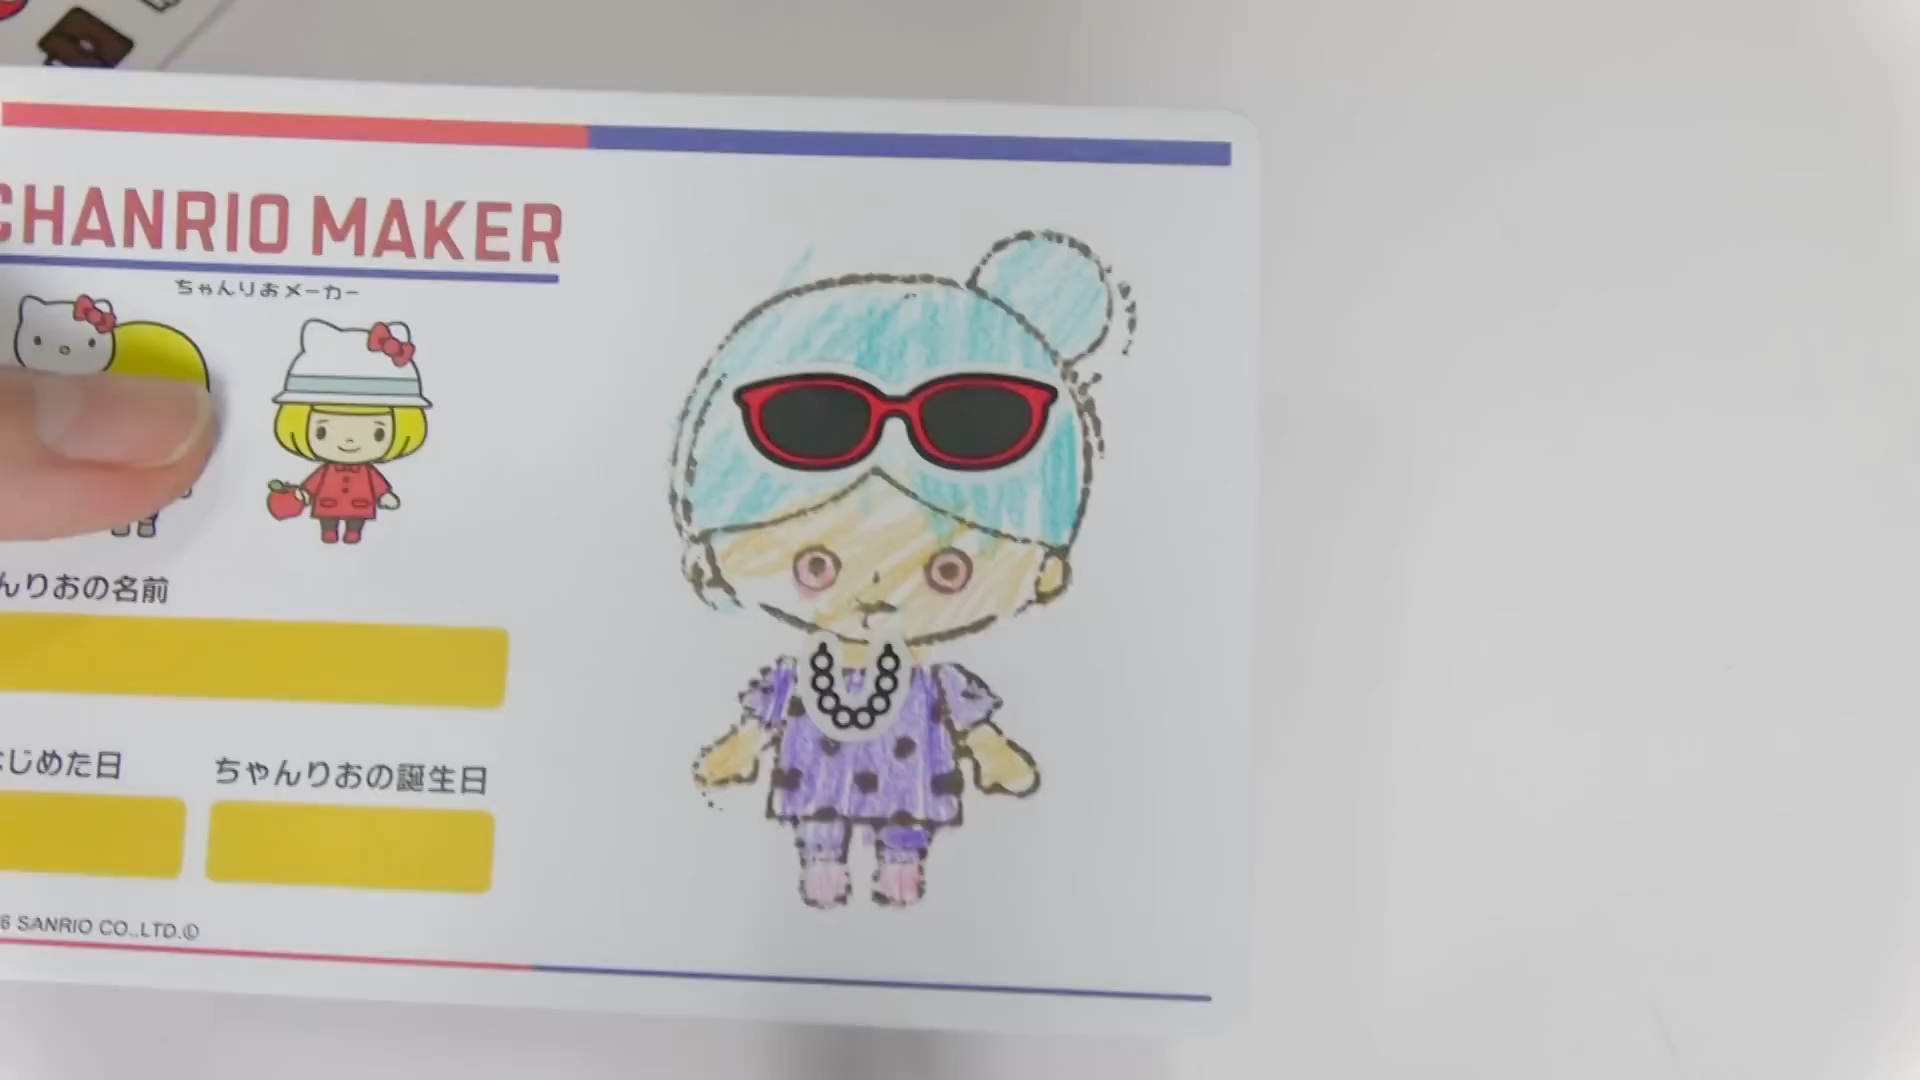 CHANRIO MAKER
ちゃんりおメーカー
んりおの名前
じめた日
ちゃんりおの誕生日
6 SANRIO CO.,LTD.©